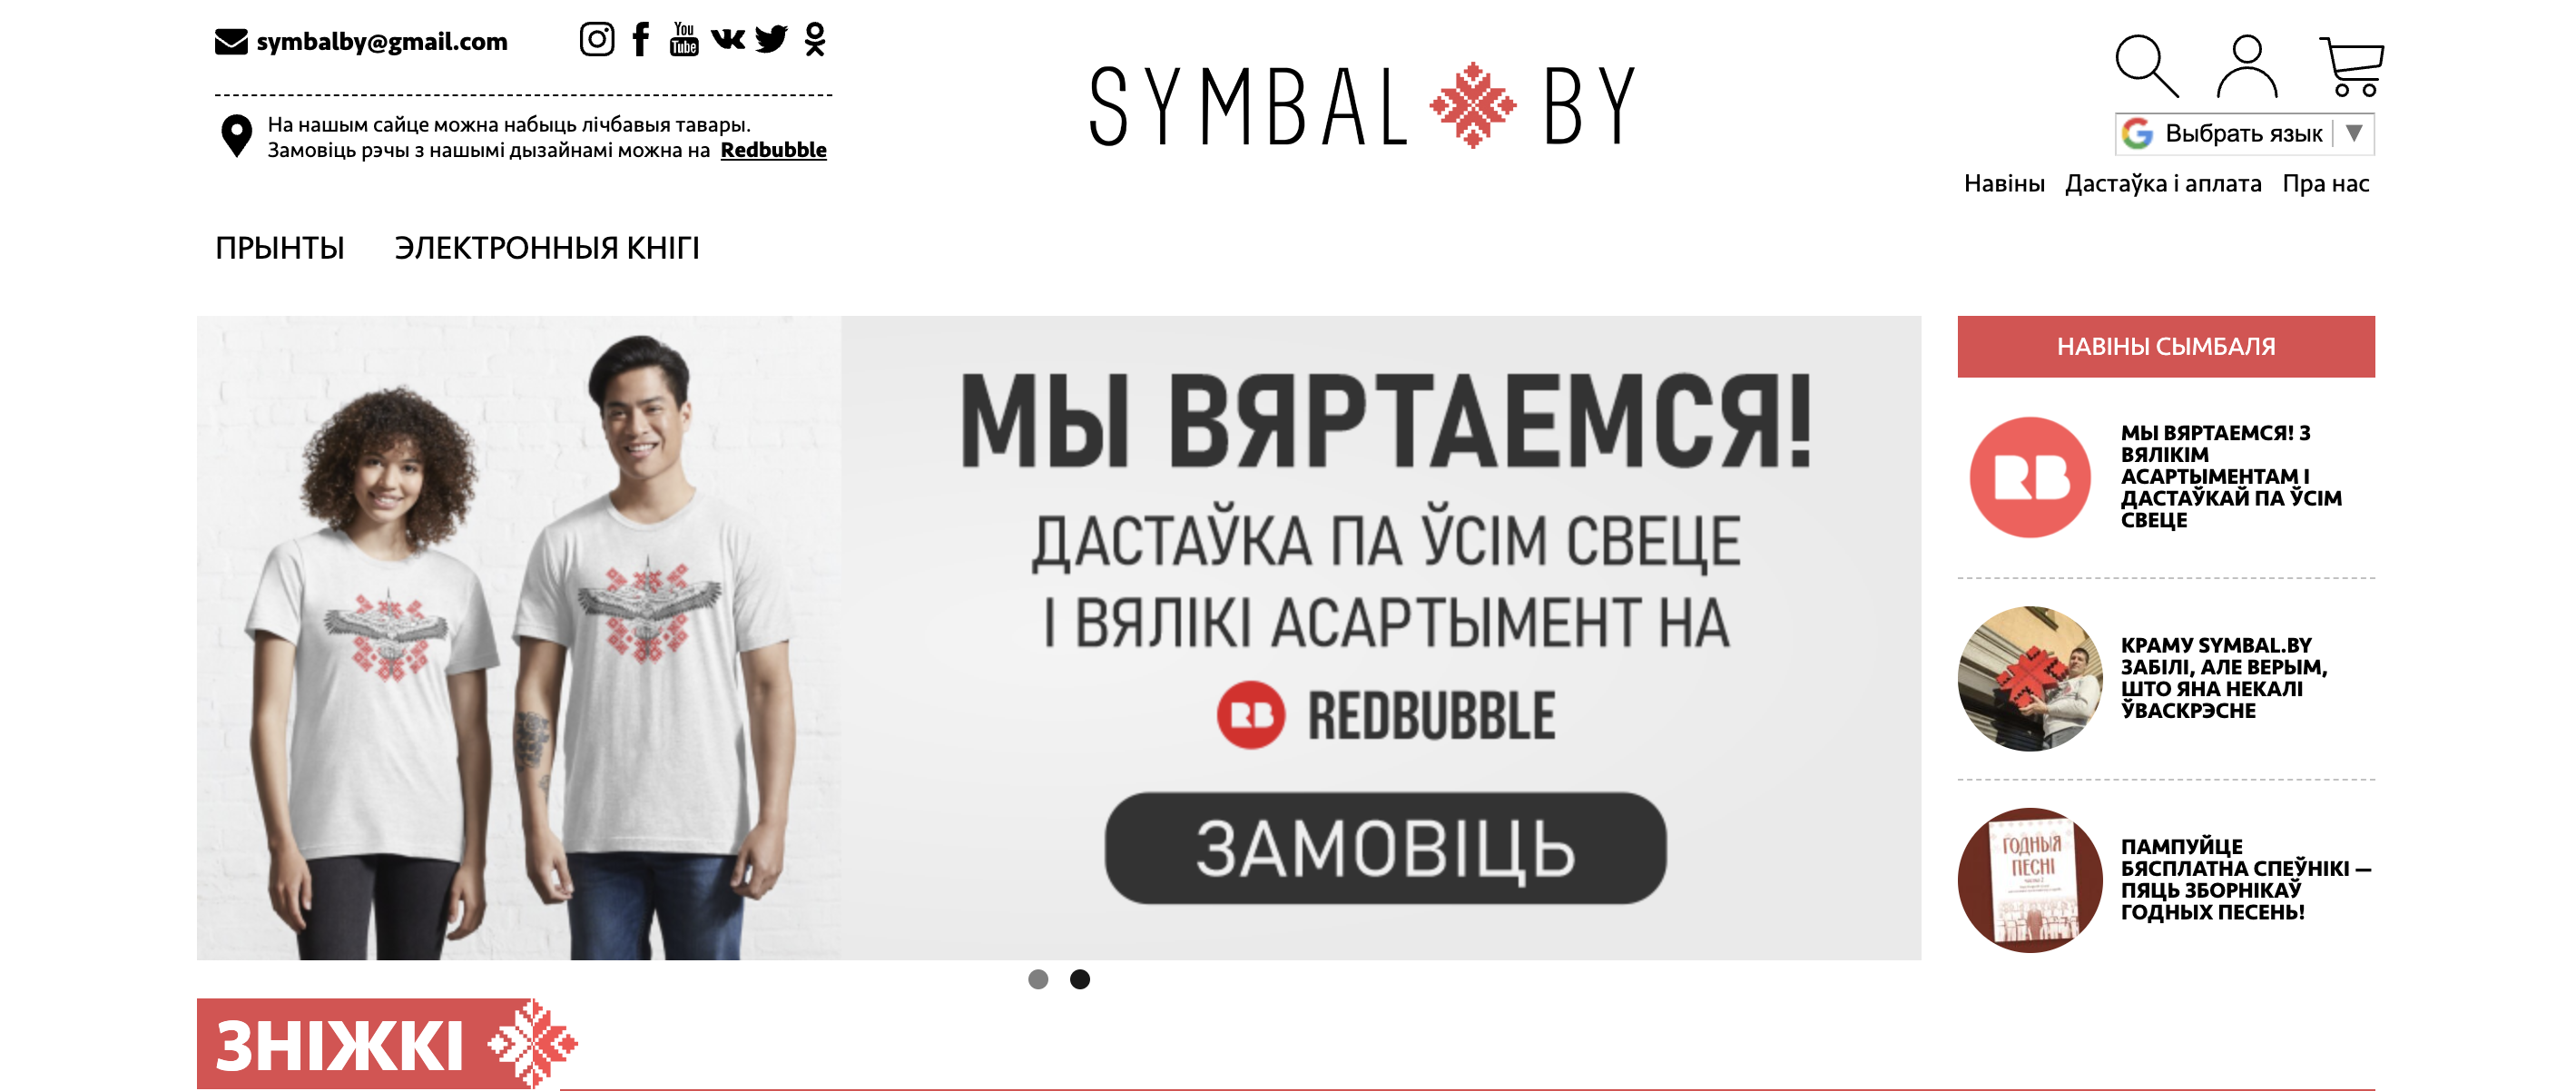 symbalby@gmail.com
На нашым сайце можна набыць лічбавыя тавары.
Замовіць рэчы з нашымі дызайнамі можна на Redbubble
SYMBAL BY
Выбрать язык
Навіны Дастаўка і аплата Пра нас
ПРЫНТЫ ЭЛЕКТРОННЫЯ КНІГІ
МЫ ВЯРТАЕМСЯ!
ДАСТАЎКА ПА ЎСІМ СВЕЦЕ
І ВЯЛІКІ АСАРТЫМЕНТ НА
RB REDBUBBLE
ЗАМОВІЦЬ
НАВІНЫ СЫМБАЛЯ
RB
МЫ ВЯРТАЕМСЯ! З
ВЯЛІКІМ
АСАРТЫМЕНТАМ І
ДАСТАЎКАЙ ПА ЎСІМ
СВЕЦЕ
КРАМУ SYMBAL.BY
ЗАБІЛІ, АЛЕ ВЕРЫМ,
ШТО ЯНА НЕКАЛІ
ЎВАСКРЭСНЕ
ГОДНЫЯ
ПЕСНІ
ПАМПУЙЦЕ
БЯСПЛАТНА СПЕЎНІКІ —
ПЯЦЬ ЗБОРНІКАЎ
ГОДНЫХ ПЕСЕНЬ!
ЗНІЖКІ